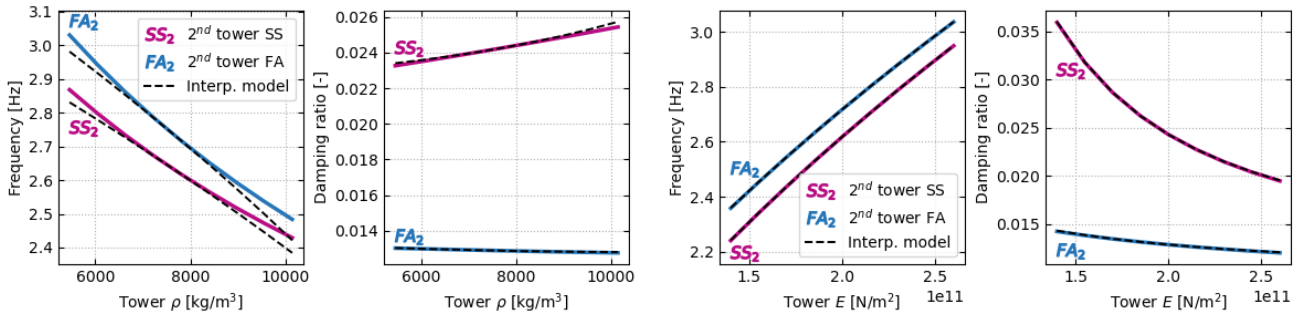 3.1
3.0
2.9
2.8
2.7
2.6
2.5
2.4
Frequency [Hz]
FA₂
SS₂
SS₂ 2ⁿᵈ tower SS
FA₂ 2ⁿᵈ tower FA
Interp. model
6000 8000 10000
Tower ρ [kg/m³]
0.026
0.024
0.022
0.020
0.018
0.016
0.014
Damping ratio [-]
SS₂
FA₂
6000 8000 10000
Tower ρ [kg/m³]
3.0
2.8
2.6
2.4
2.2
Frequency [Hz]
FA₂
SS₂
SS₂ 2ⁿᵈ tower SS
FA₂ 2ⁿᵈ tower FA
Interp. model
1.5 2.0 2.5
1e11
Tower E [N/m²]
0.035
0.030
0.025
0.020
0.015
Damping ratio [-]
SS₂
FA₂
1.5 2.0 2.5
1e11
Tower E [N/m²]